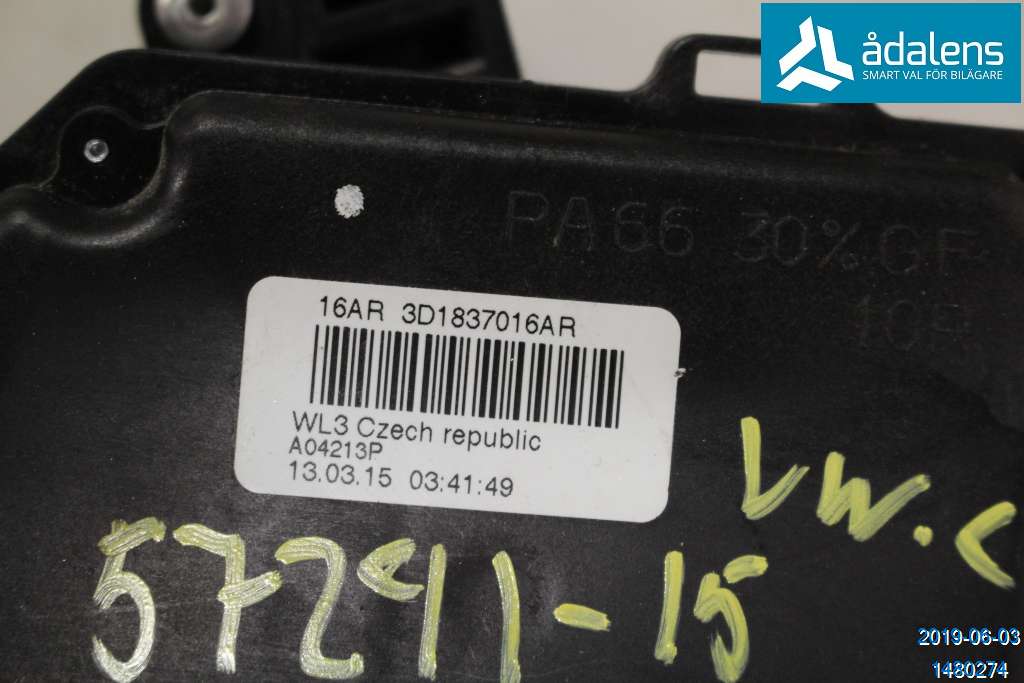 ådalens
SMART VAL FÖR BILÄGARE
PA66 30%GF
16AR 3D1837016AR
WL3 Czech republic
A04213P
13.03.15 03:41:49
VW.C
57291-15
2019-06-03
1480274